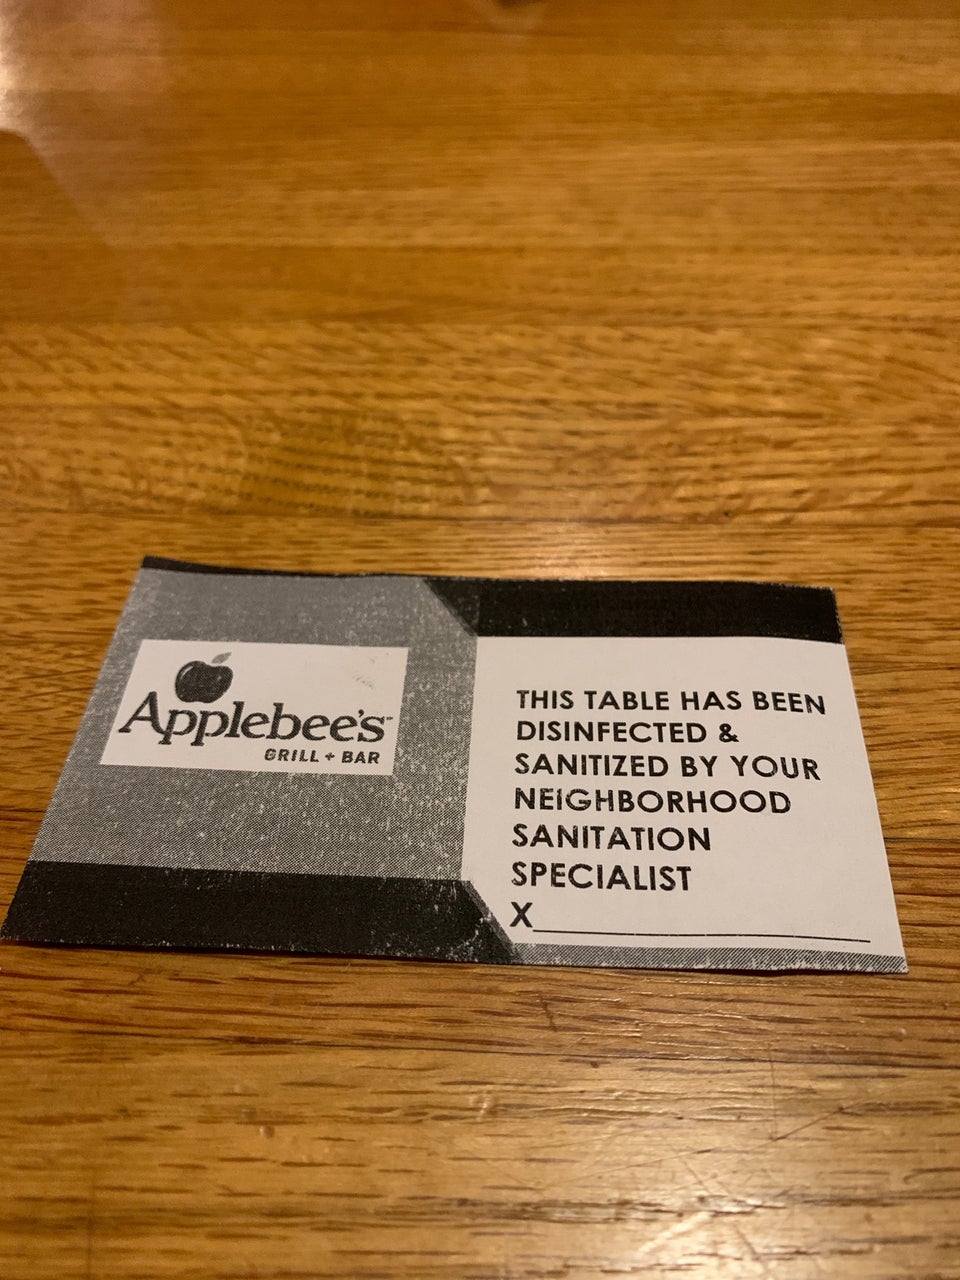 Applebee's
GRILL + BAR
THIS TABLE HAS BEEN
DISINFECTED &
SANITIZED BY YOUR
NEIGHBORHOOD
SANITATION
SPECIALIST
X